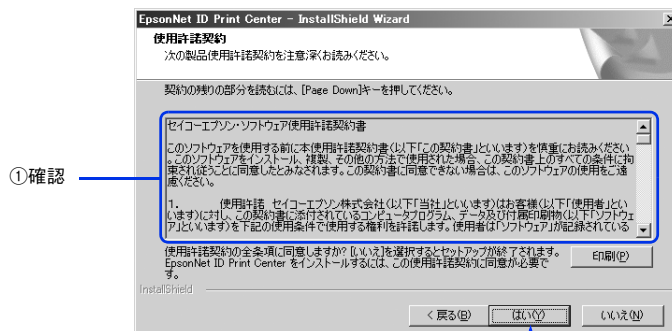 EpsonNet ID Print Center - InstallShield Wizard
使用許諾契約
次の製品使用許諾契約を注意深くお読みください。
契約の残りの部分を読むには、[Page Down]キーを押してください。
セイコーエプソン・ソフトウェア使用許諾契約書
このソフトウェアを使用する前に本使用許諾契約書(以下「この契約書」といいます)を慎重にお読みください
。このソフトウェアをインストール、複製、その他の方法で使用された場合、この契約書上のすべての条件に拘
束され従うことに同意したとみなされます。この契約書に同意できない場合は、このソフトウェアの使用をご遠
慮ください。
1. 使用許諾 セイコーエプソン株式会社(以下「当社」といいます)はお客様(以下「使用者」とい
います)に対し、この契約書に添付されているコンピュータプログラム、データ及び付属印刷物(以下「ソフトウェ
ア」といいます)を下記の使用条件で使用する権利を許諾します。使用者は「ソフトウェア」が記録されている
①確認
使用許諾契約の全条項に同意しますか? [いいえ]を選択するとセットアップが終了されます。
EpsonNet ID Print Center をインストールするには、この使用許諾契約に同意が必要で
す。
印刷(P)
InstallShield
< 戻る(B)
はい(Y)
いいえ(N)